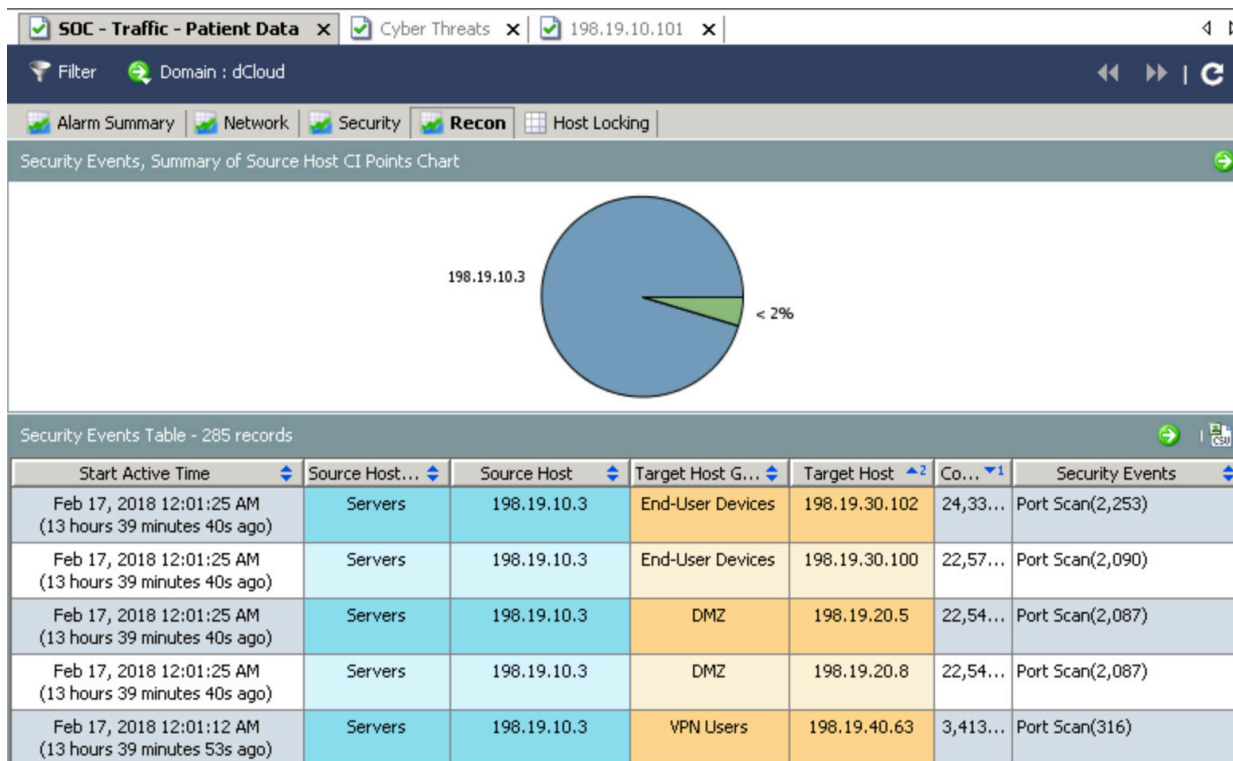 SOC - Traffic - Patient Data X Cyber Threats X 198.19.10.101 X
Filter Domain : dCloud
Alarm Summary Network Security Recon Host Locking
Security Events, Summary of Source Host CI Points Chart
198.19.10.3
< 2%
Security Events Table - 285 records CSV
Start Active Time Source Host... Source Host Target Host G... Target Host 2 Co... 1 Security Events
Feb 17, 2018 12:01:25 AM
(13 hours 39 minutes 40s ago) Servers 198.19.10.3 End-User Devices 198.19.30.102 24,33... Port Scan(2,253)
Feb 17, 2018 12:01:25 AM
(13 hours 39 minutes 40s ago) Servers 198.19.10.3 End-User Devices 198.19.30.100 22,57... Port Scan(2,090)
Feb 17, 2018 12:01:25 AM
(13 hours 39 minutes 40s ago) Servers 198.19.10.3 DMZ 198.19.20.5 22,54... Port Scan(2,087)
Feb 17, 2018 12:01:25 AM
(13 hours 39 minutes 40s ago) Servers 198.19.10.3 DMZ 198.19.20.8 22,54... Port Scan(2,087)
Feb 17, 2018 12:01:12 AM
(13 hours 39 minutes 53s ago) Servers 198.19.10.3 VPN Users 198.19.40.63 3,413... Port Scan(316)